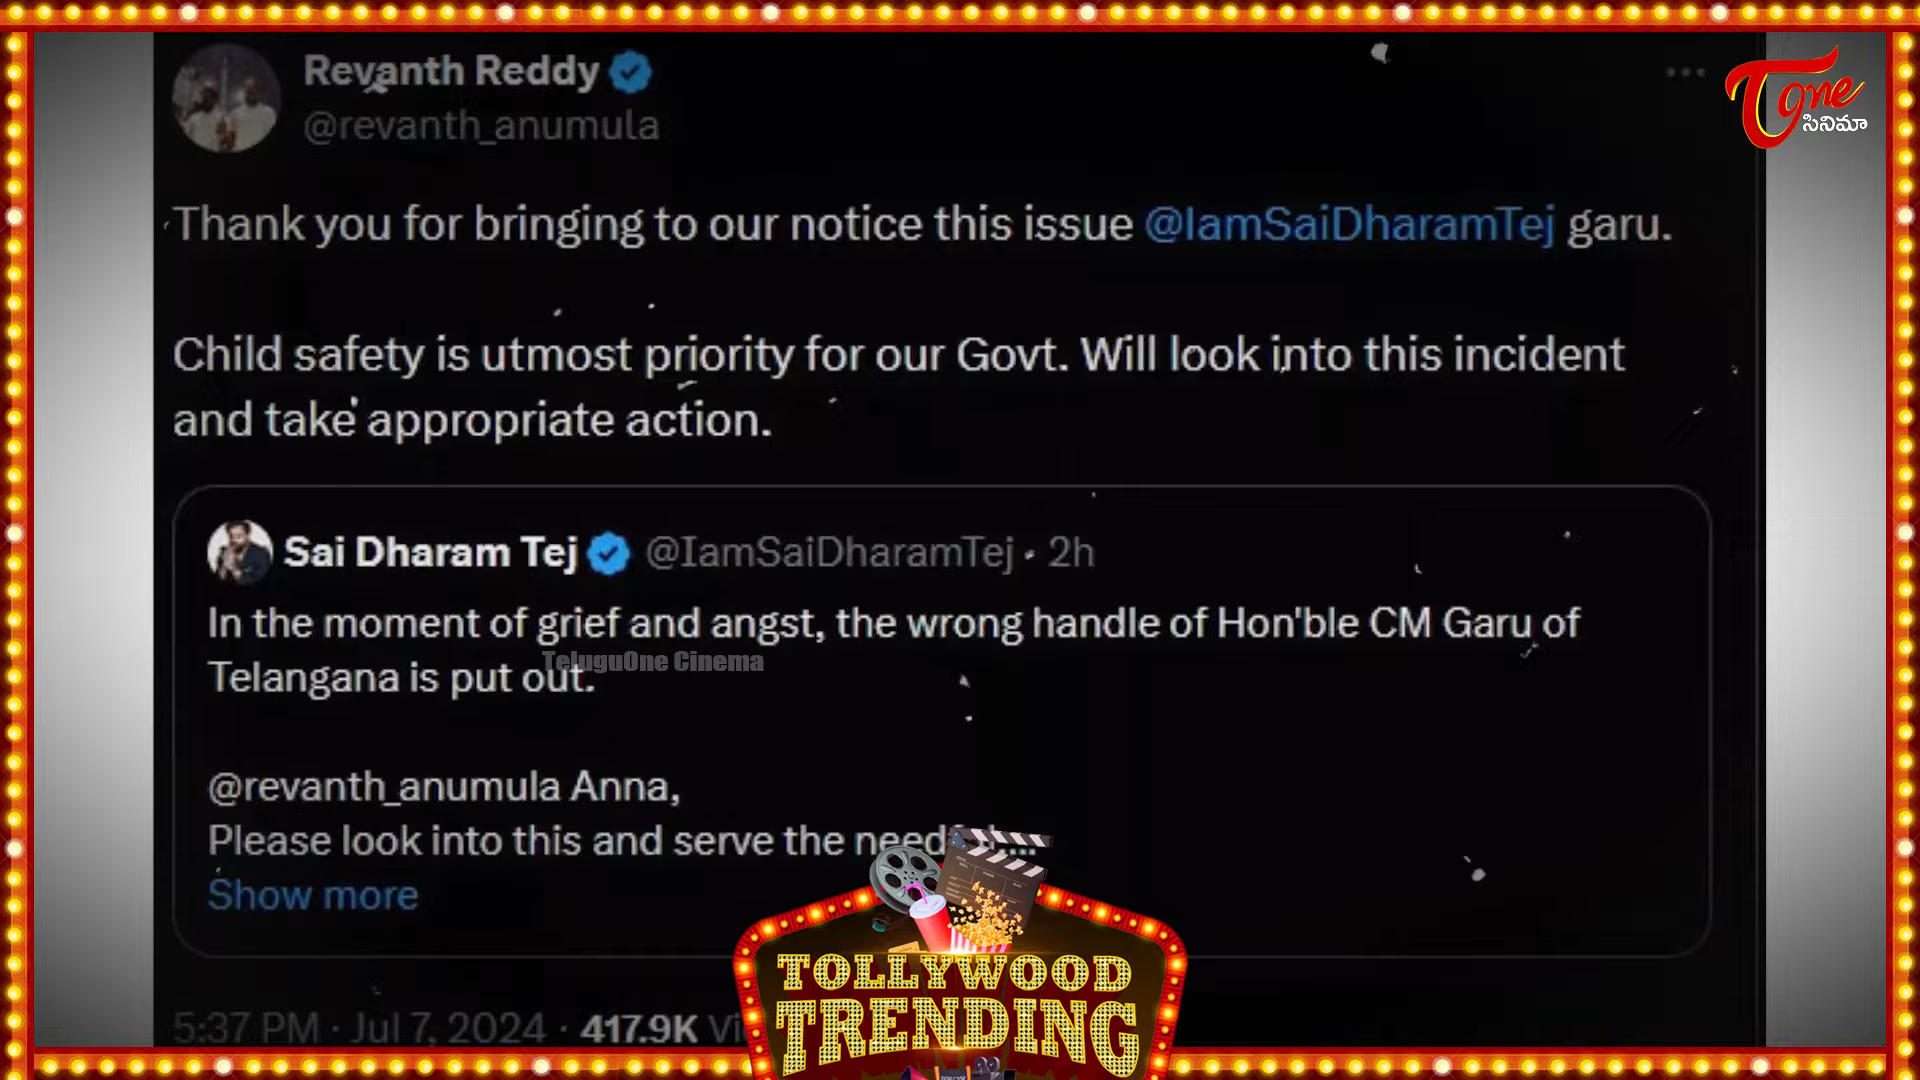 Revanth Reddy
@revanth_anumula
Tone
సినిమా
Thank you for bringing to our notice this issue @IamSaiDharamTej garu.
Child safety is utmost priority for our Govt. Will look into this incident
and take appropriate action.
Sai Dharam Tej @IamSaiDharamTej · 2h
In the moment of grief and angst, the wrong handle of Hon'ble CM Garu of
TeluguOne Cinema
Telangana is put out.
@revanth_anumula Anna,
Please look into this and serve the need
Show more
TOLLYWOOD
TRENDING
5:37 PM · Jul 7, 2024 · 417.9K